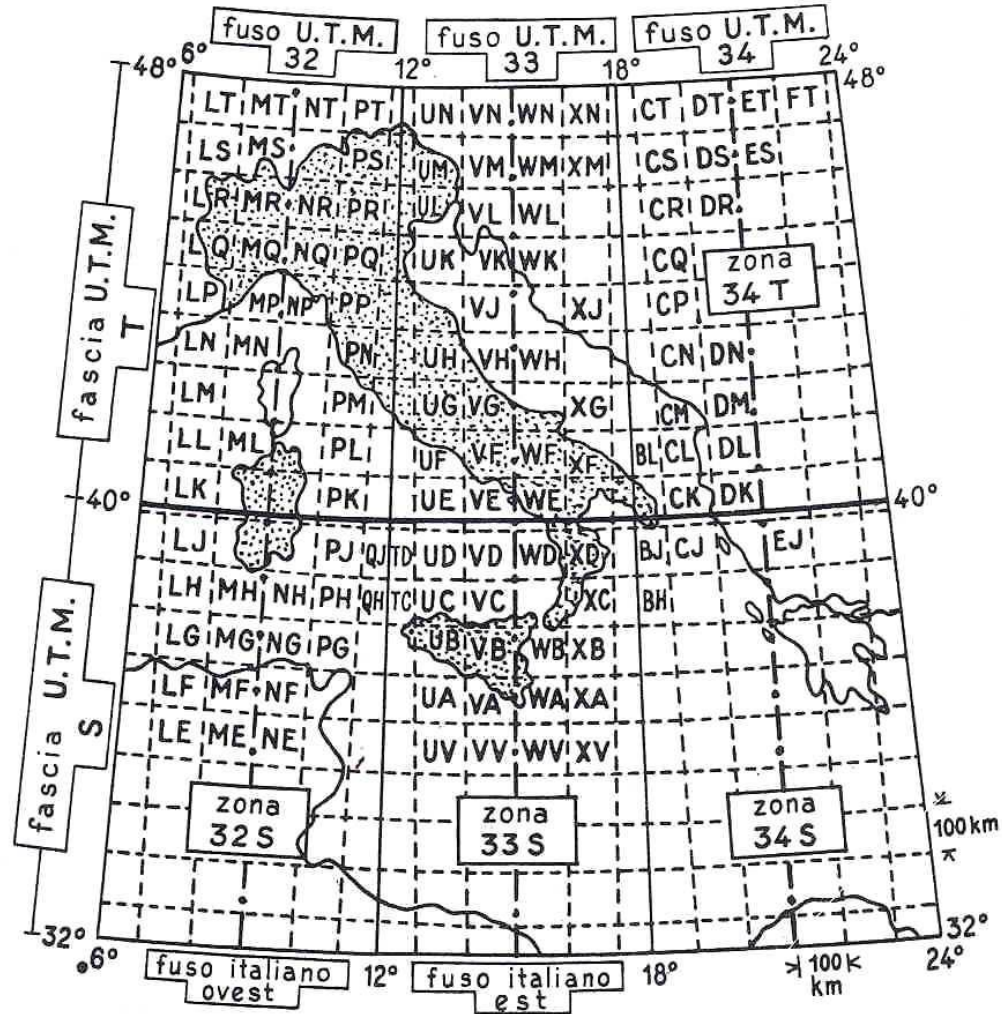 fuso U.T.M.
32
fuso U.T.M.
33
fuso U.T.M.
34
48° 6° 12° 18° 24° 48°
LT MT NT PT UN VN WN XN CT DT ET FT
LS MS PS UM VM WM XM CS DS ES
LR MR NR PR UL VL WL CR DR
LQ MQ NQ PQ UK VK WK CQ
zona
34 T
LP MP NP PP VJ XJ CP
LN MN PN UH VH WH CN DN
LM PM UG VG XG CM DM
LL ML PL UF VF WF XF BL CL DL
LK PK UE VE WE CK DK
40° 40°
LJ PJ QJ TD UD VD WD XD BJ CJ EJ
LH MH NH PH QH TC UC VC XC BH
LG MG NG PG UB VB WB XB
LF MF NF UA VA WA XA
LE ME NE UV VV WV XV
fascia U.T.M.
T
fascia U.T.M.
S
zona
32 S
zona
33 S
zona
34 S
100 km
32° 6° 12° 18° 24° 32°
fuso italiano
ovest
fuso italiano
est
100
km